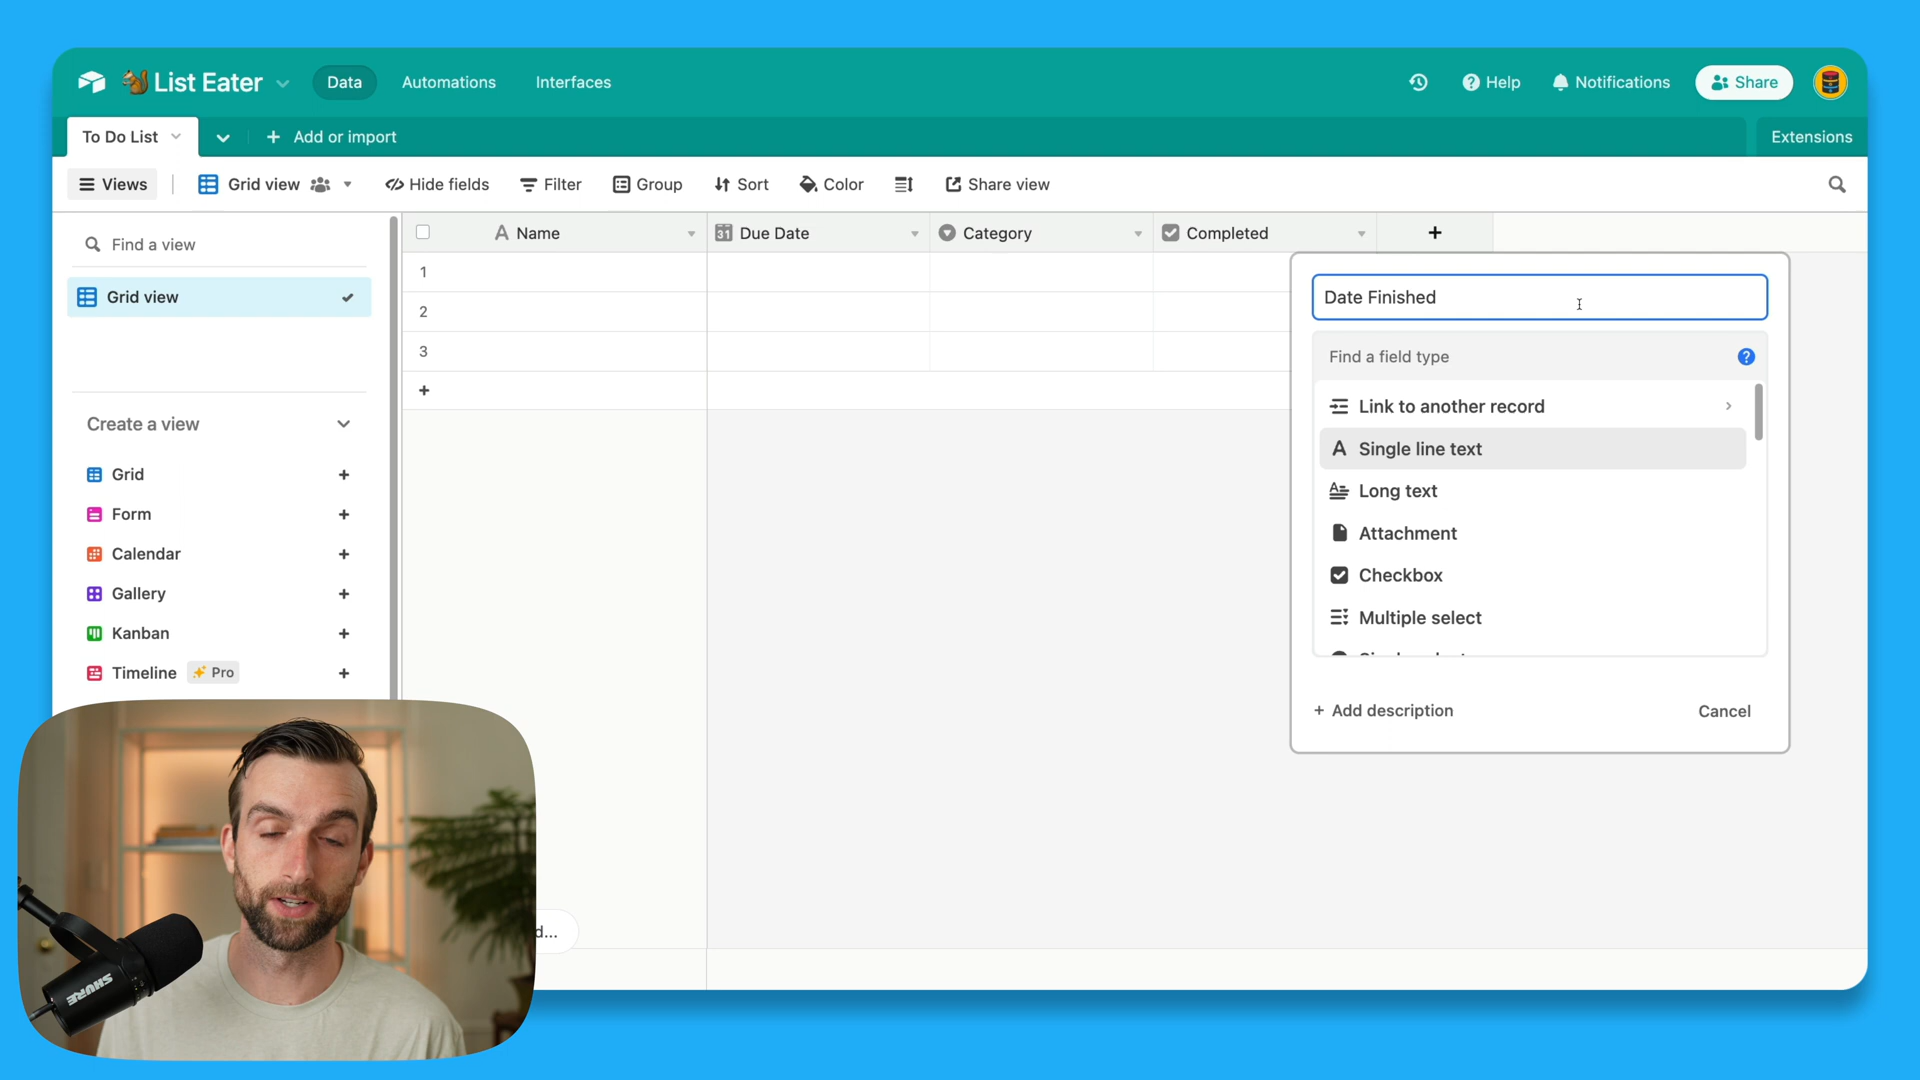 List Eater
Data
Automations
Interfaces
Help
Notifications
Share
To Do List
+ Add or import
Extensions
Views
Grid view
Hide fields
Filter
Group
Sort
Color
Share view
Find a view
A Name
31 Due Date
Category
Completed
+
Grid view
1
2
3
+
Date Finished
Find a field type
?
Link to another record
A Single line text
Long text
Attachment
Checkbox
Multiple select
+ Add description
Cancel
Create a view
Grid +
Form +
Calendar +
Gallery +
Kanban +
Timeline Pro +
d...
SHURE